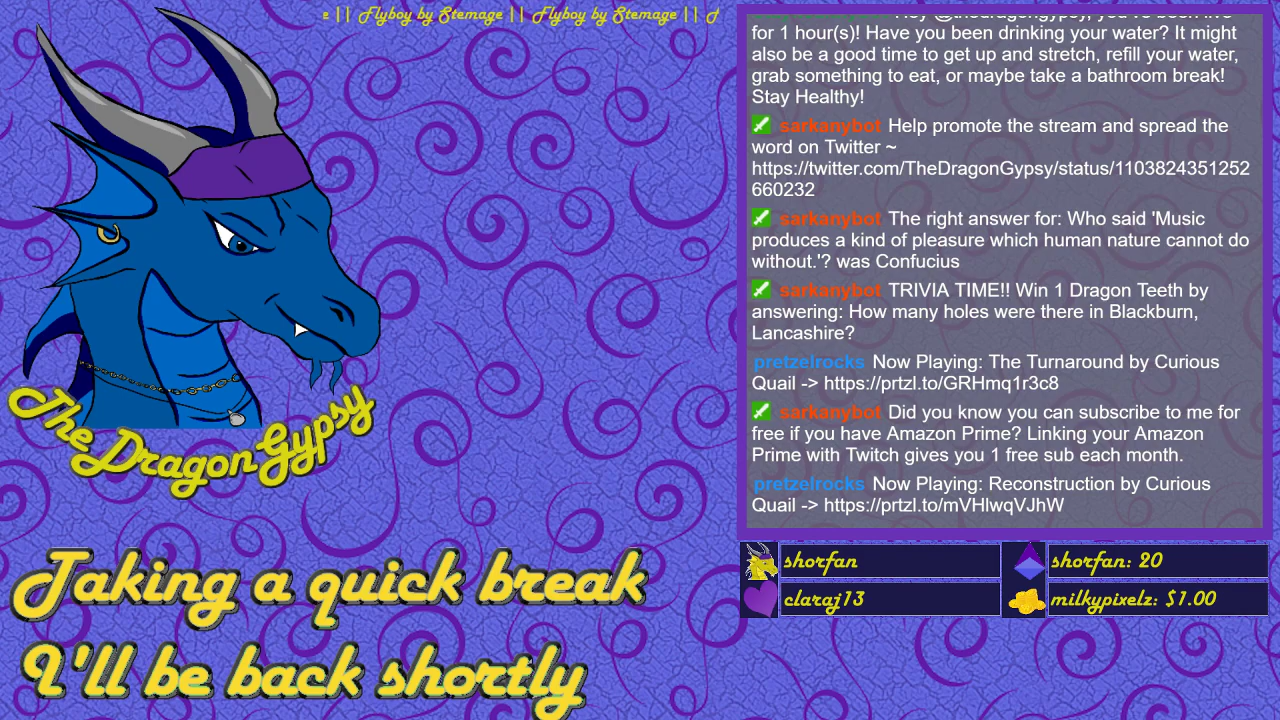 e || Flyboy by Stemage || Flyboy by Stemage ||
Hey @thedragongypsy, you've been live
for 1 hour(s)! Have you been drinking your water? It might
also be a good time to get up and stretch, refill your water,
grab something to eat, or maybe take a bathroom break!
Stay Healthy!
sarkanybot Help promote the stream and spread the
word on Twitter ~
https://twitter.com/TheDragonGypsy/status/1103824351252
660232
sarkanybot The right answer for: Who said 'Music
produces a kind of pleasure which human nature cannot do
without.'? was Confucius
sarkanybot TRIVIA TIME!! Win 1 Dragon Teeth by
answering: How many holes were there in Blackburn,
Lancashire?
pretzelrocks Now Playing: The Turnaround by Curious
Quail -> https://prtzl.to/GRHmq1r3c8
sarkanybot Did you know you can subscribe to me for
free if you have Amazon Prime? Linking your Amazon
Prime with Twitch gives you 1 free sub each month.
pretzelrocks Now Playing: Reconstruction by Curious
Quail -> https://prtzl.to/mVHlwqVJhW
TheDragonGypsy
Taking a quick break
I'll be back shortly
shorfan
shorfan: 20
claraj13
milkypixelz: $1.00